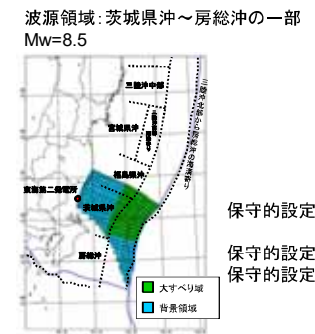 波源領域:茨城県沖～房総沖の一部
Mw=8.5
三陸沖中部
三陸沖北部から房総沖の海溝寄り
宮城県沖
福島県沖
東海第二発電所
茨城県沖
房総沖
保守的設定
保守的設定
保守的設定
大すべり域
背景領域